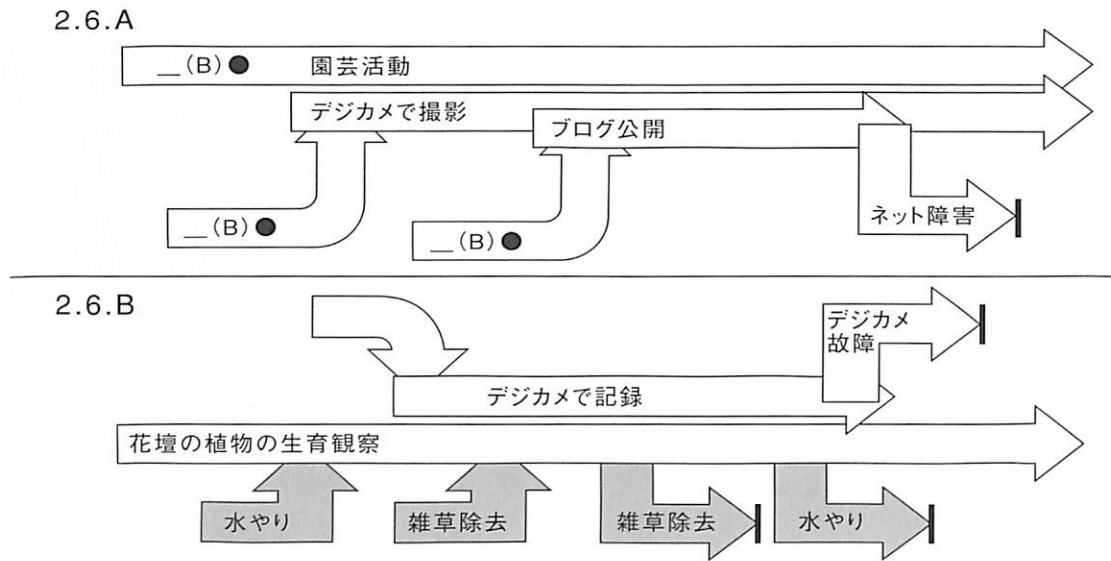 2.6.A
__(B)● 園芸活動
デジカメで撮影
ブログ公開
__(B)●
__(B)●
ネット障害
2.6.B
デジカメ
故障
デジカメで記録
花壇の植物の生育観察
水やり
雑草除去
雑草除去
水やり